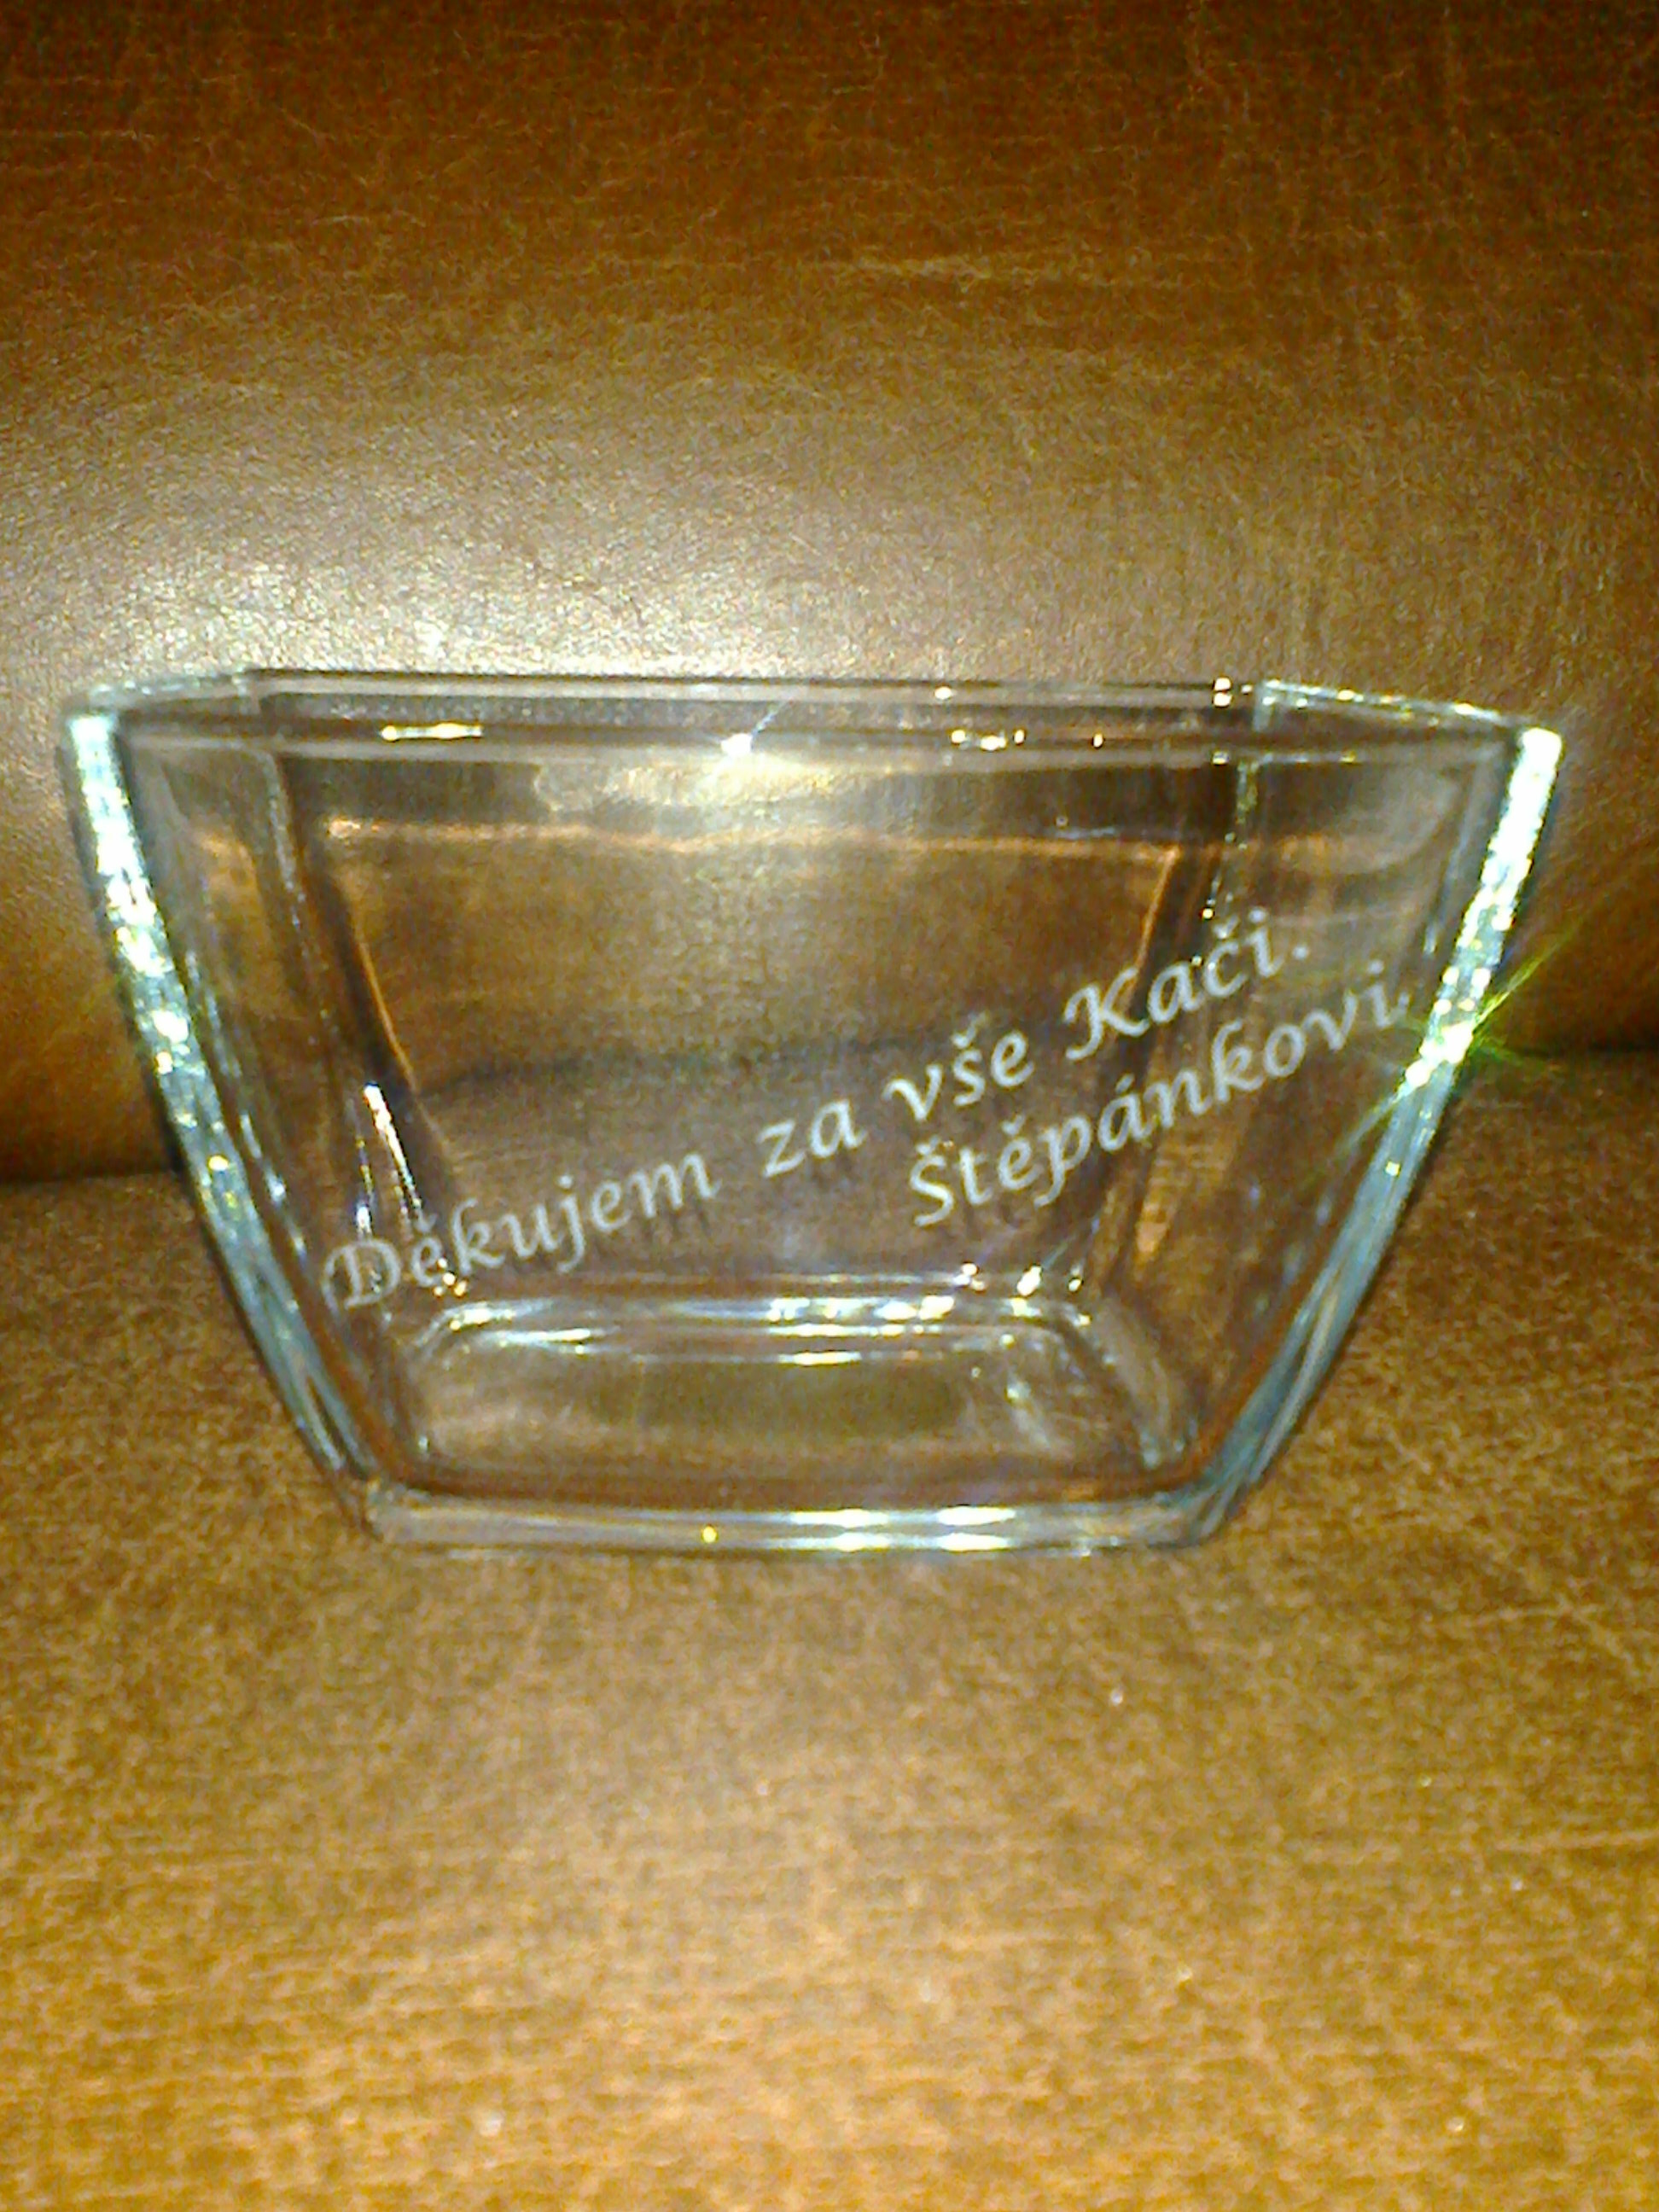 Děkujem za vše Kači.
Štěpánkovi